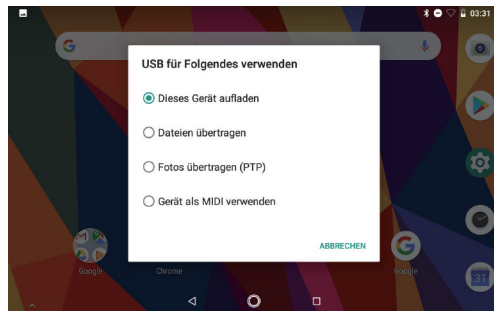 03:31
USB für Folgendes verwenden
Dieses Gerät aufladen
Dateien übertragen
Fotos übertragen (PTP)
Gerät als MIDI verwenden
ABBRECHEN
Google
Chrome
Google
31